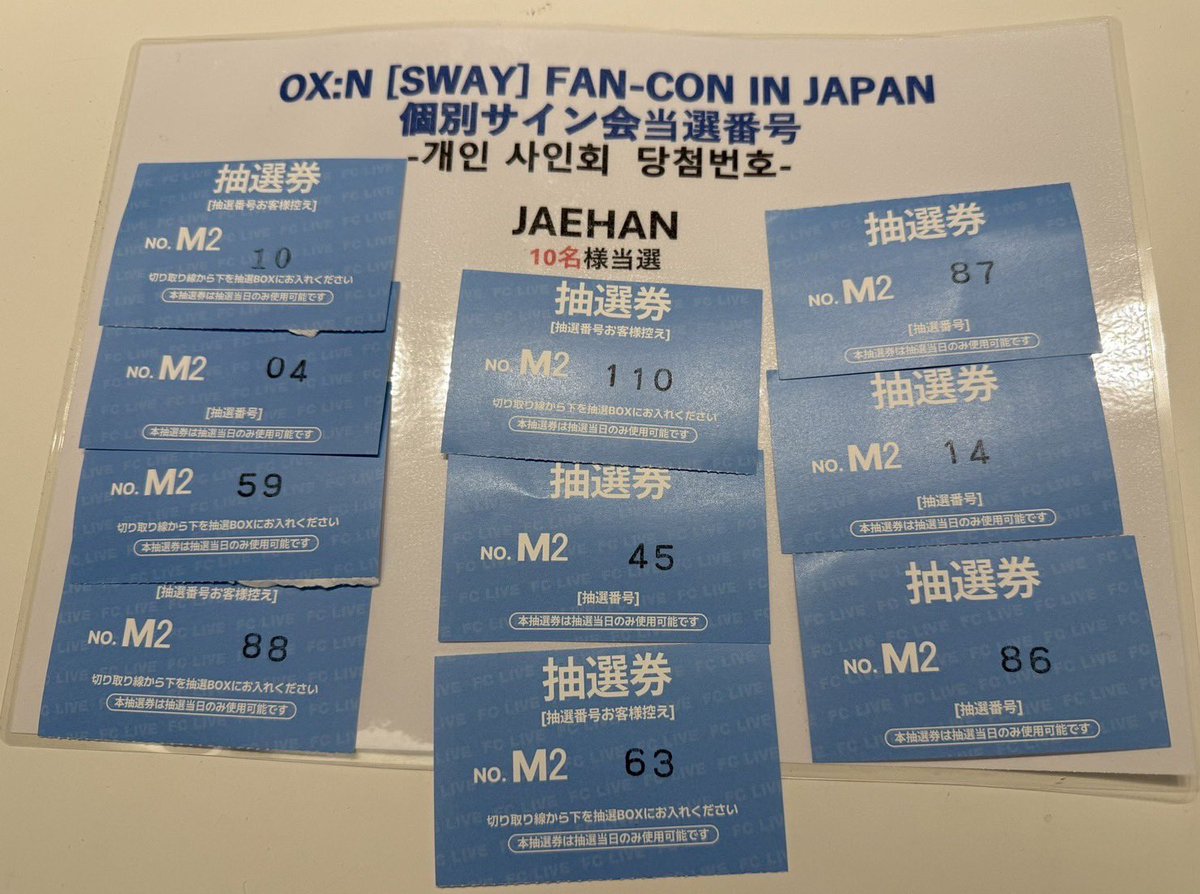 OX:N [SWAY] FAN-CON IN JAPAN
個別サイン会当選番号
-개인 사인회 당첨번호-
JAEHAN
10名様当選
抽選券
[抽選番号お客様控え]
NO. M2 10
切り取り線から下を抽選BOXにお入れください
本抽選券は抽選当日のみ使用可能です
NO. M2 04
[抽選番号]
本抽選券は抽選当日のみ使用可能です
NO. M2 59
切り取り線から下を抽選BOXにお入れください
本抽選券は抽選当日のみ使用可能です
[抽選番号お客様控え]
NO. M2 88
切り取り線から下を抽選BOXにお入れください
本抽選券は抽選当日のみ使用可能です
抽選券
[抽選番号お客様控え]
NO. M2 110
切り取り線から下を抽選BOXにお入れください
本抽選券は抽選当日のみ使用可能です
抽選券
NO. M2 45
[抽選番号]
本抽選券は抽選当日のみ使用可能です
抽選券
[抽選番号お客様控え]
NO. M2 63
切り取り線から下を抽選BOXにお入れください
本抽選券は抽選当日のみ使用可能です
抽選券
NO. M2 87
[抽選番号]
本抽選券は抽選当日のみ使用可能です
抽選券
NO. M2 14
[抽選番号]
本抽選券は抽選当日のみ使用可能です
抽選券
NO. M2 86
[抽選番号]
本抽選券は抽選当日のみ使用可能です